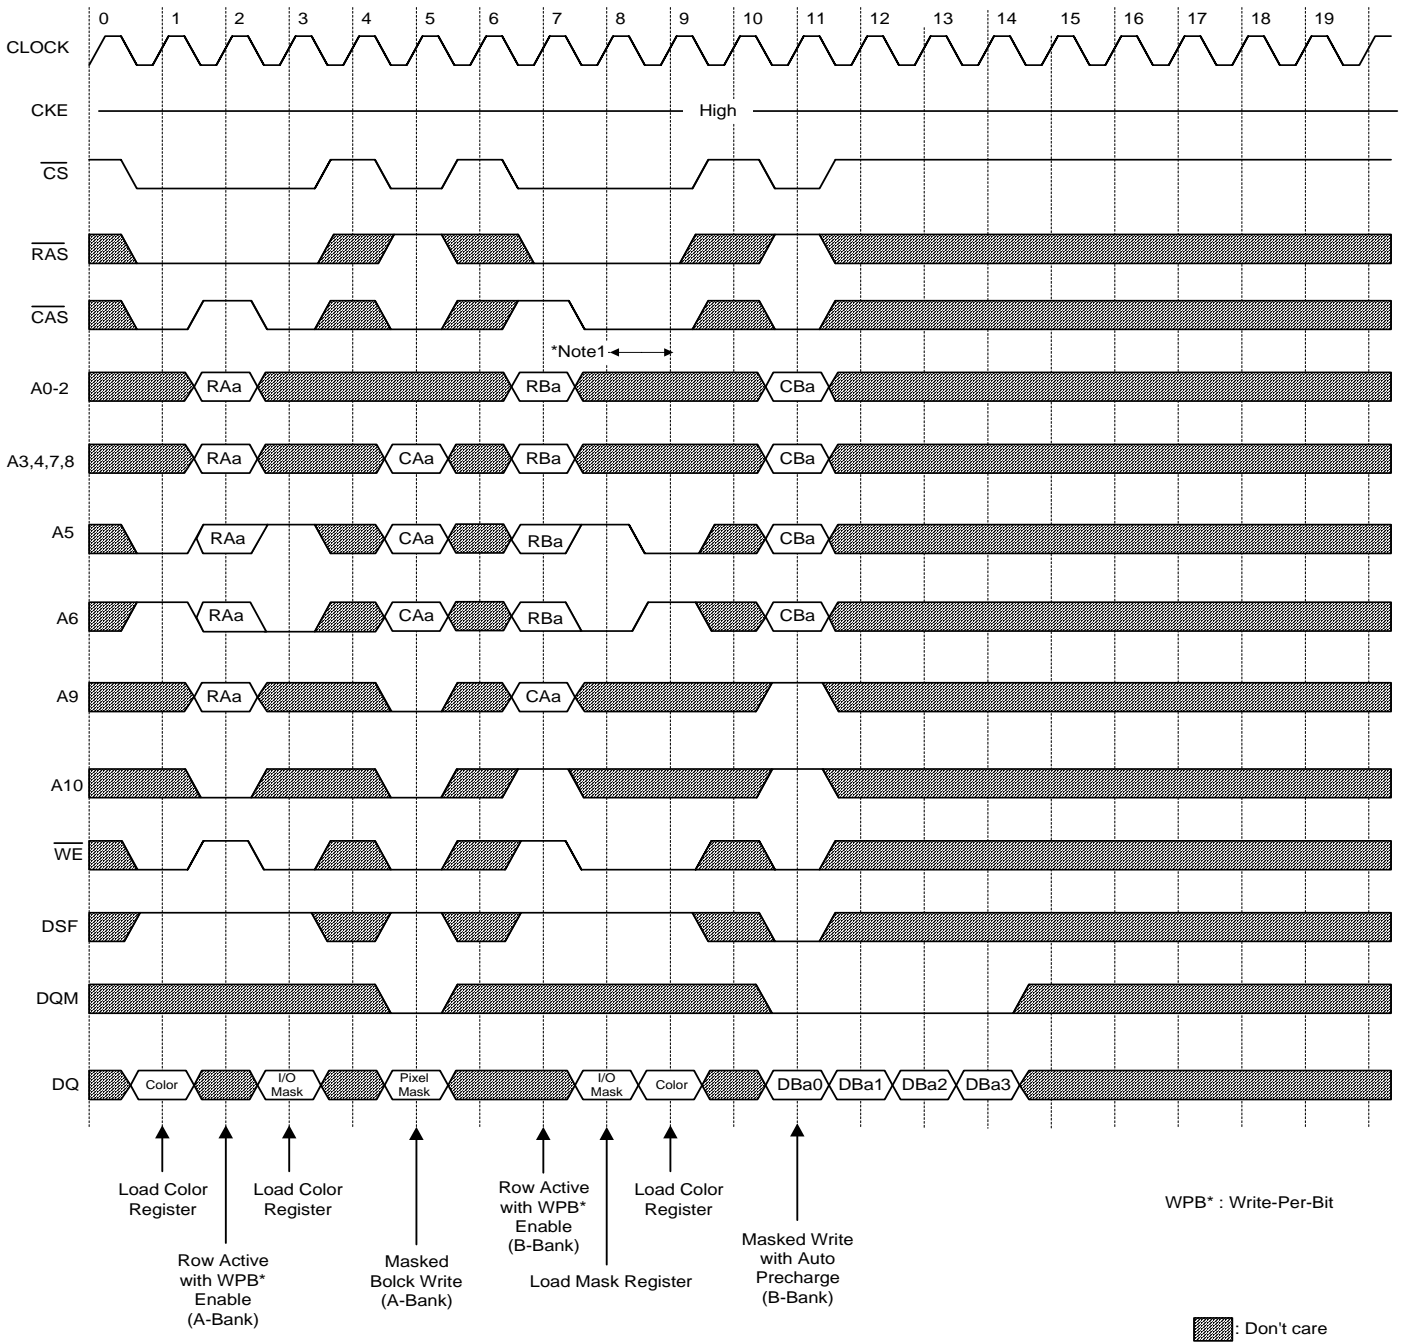 0 1 2 3 4 5 6 7 8 9 10 11 12 13 14 15 16 17 18 19
CLOCK
CKE High
CS
RAS
CAS
*Note1
A0-2 RAa RBa CBa
A3,4,7,8 RAa CAa RBa CBa
A5 RAa CAa RBa CBa
A6 RAa CAa RBa CBa
A9 RAa CAa
A10
WE
DSF
DQM
DQ Color I/O Mask Pixel Mask I/O Mask Color DBa0 DBa1 DBa2 DBa3
Load Color
Register
Row Active
with WPB*
Enable
(A-Bank)
Load Color
Register
Masked
Bolck Write
(A-Bank)
Row Active
with WPB*
Enable
(B-Bank)
Load Mask Register
Load Color
Register
Masked Write
with Auto
Precharge
(B-Bank)
WPB* : Write-Per-Bit
: Don't care